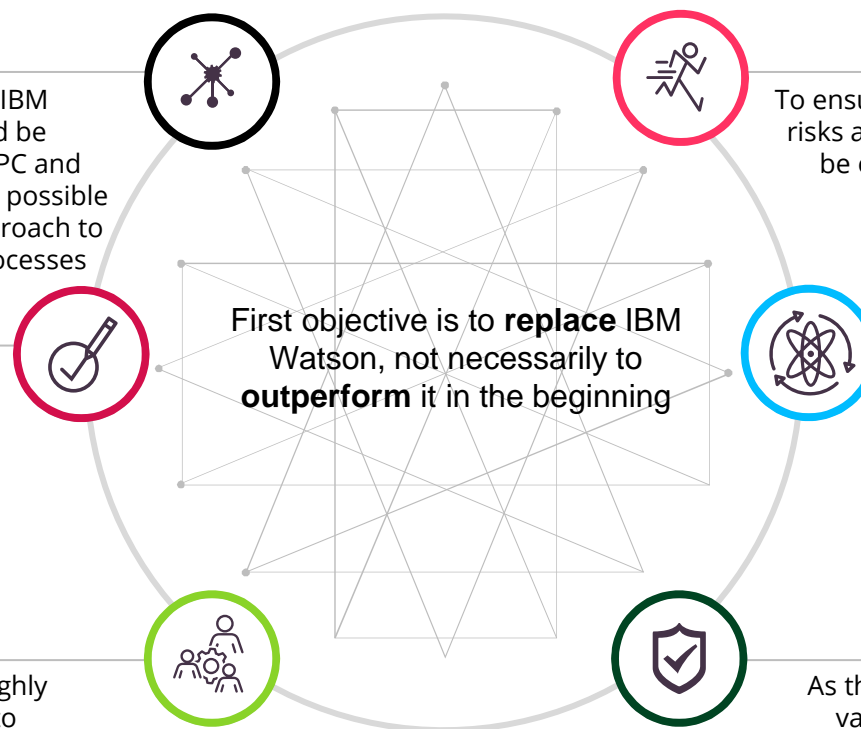 IBM
d be
PC and
possible
roach to
ocesses
To ensu
risks a
be
First objective is to replace IBM
Watson, not necessarily to
outperform it in the beginning
ghly
to
As th
va